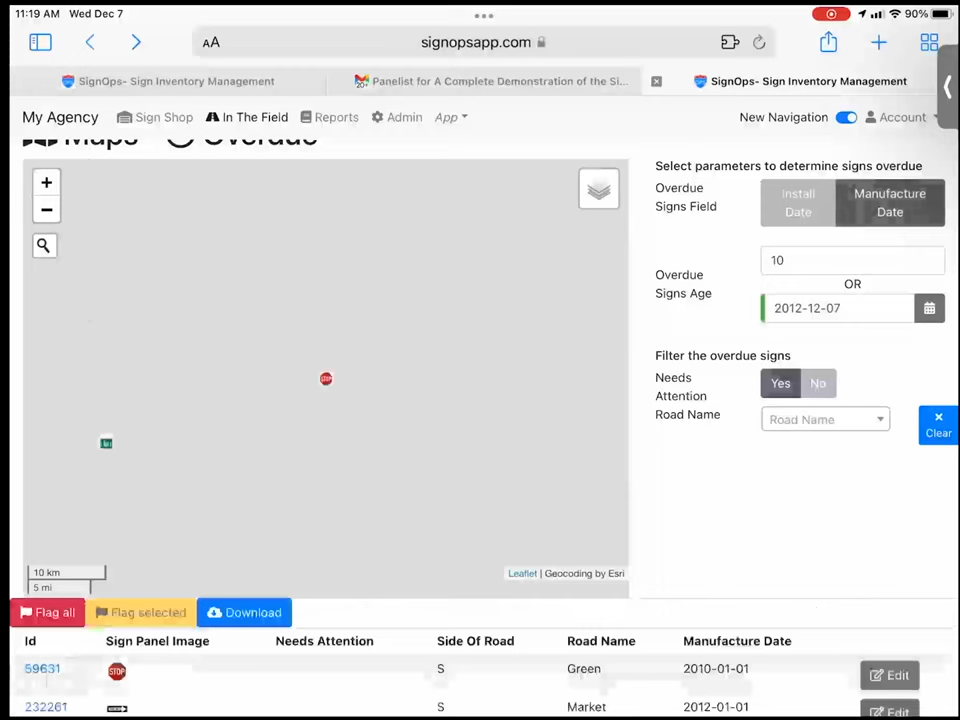 11:19 AM Wed Dec 7
90%
AA signopsapp.com
SignOps- Sign Inventory Management
Panelist for A Complete Demonstration of the Si...
SignOps- Sign Inventory Management
My Agency Sign Shop In The Field Reports Admin App New Navigation Account
Maps Overdue
Select parameters to determine signs overdue
Overdue
Signs Field
Install
Date
Manufacture
Date
+
−
Overdue
Signs Age
10
OR
2012-12-07
Filter the overdue signs
Needs
Attention
Yes No
Road Name
Road Name
×
Clear
STOP
10 km
5 mi
Leaflet | Geocoding by Esri
Flag all Flag selected Download
Id Sign Panel Image Needs Attention Side Of Road Road Name Manufacture Date
59631 STOP S Green 2010-01-01 Edit
232261 S Market 2012-01-01 Edit